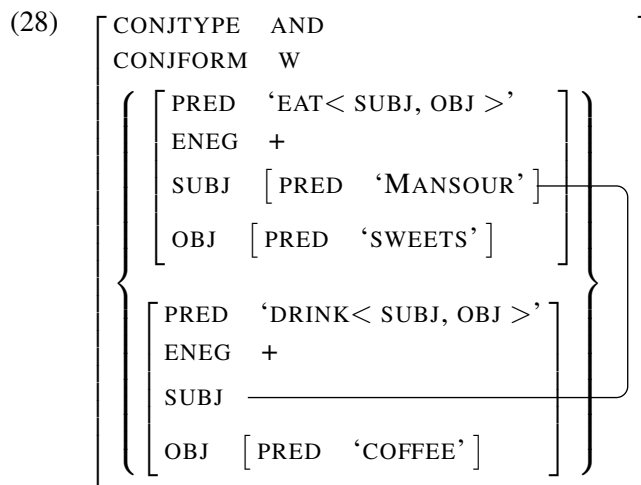 (28)
CONJTYPE AND
CONJFORM W
PRED ‘EAT< SUBJ, OBJ >’
ENEG +
SUBJ [PRED ‘MANSOUR’]
OBJ [PRED ‘SWEETS’]
PRED ‘DRINK< SUBJ, OBJ >’
ENEG +
SUBJ
OBJ [PRED ‘COFFEE’]